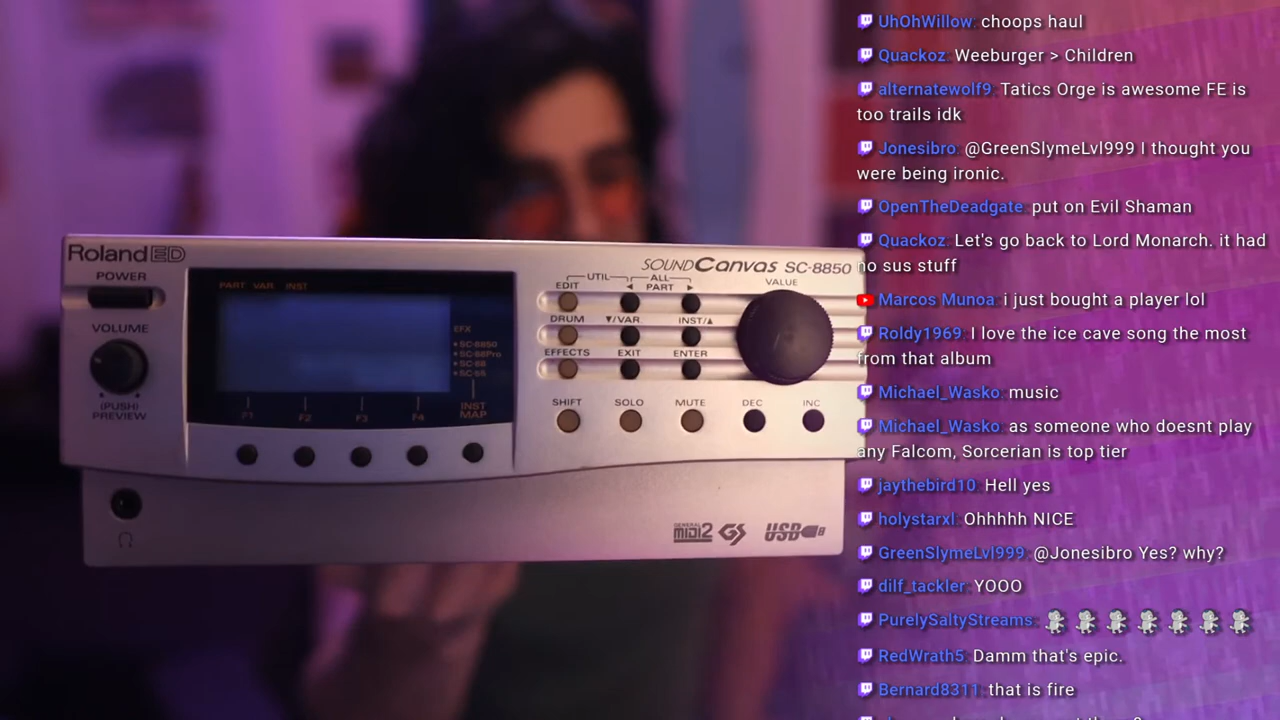 Roland ED
SOUND Canvas SC-8850
POWER
VOLUME
(PUSH)
PREVIEW
PART VAR INST
EFX
SC-8850
SC-88Pro
SC-88
SC-55
INST
MAP
F1 F2 F3 F4
UTIL
ALL
EDIT
PART
VALUE
DRUM
▼/VAR
INST/▲
EFFECTS
EXIT
ENTER
SHIFT
SOLO
MUTE
DEC
INC
GENERAL
MIDI2
GS
USB
UhOhWillow: choops haul
Quackoz: Weeburger > Children
alternatewolf9: Tatics Orge is awesome FE is
too trails idk
Jonesibro: @GreenSlymeLvl999 I thought you
were being ironic.
OpenTheDeadgate: put on Evil Shaman
Quackoz: Let's go back to Lord Monarch. it had
no sus stuff
Marcos Munoa: i just bought a player lol
Roldy1969: I love the ice cave song the most
from that album
Michael_Wasko: music
Michael_Wasko: as someone who doesnt play
any Falcom, Sorcerian is top tier
jaythebird10: Hell yes
holystarxl: Ohhhhh NICE
GreenSlymeLvl999: @Jonesibro Yes? why?
dilf_tackler: YOOO
PurelySaltyStreams:
RedWrath5: Damm that's epic.
Bernard8311: that is fire